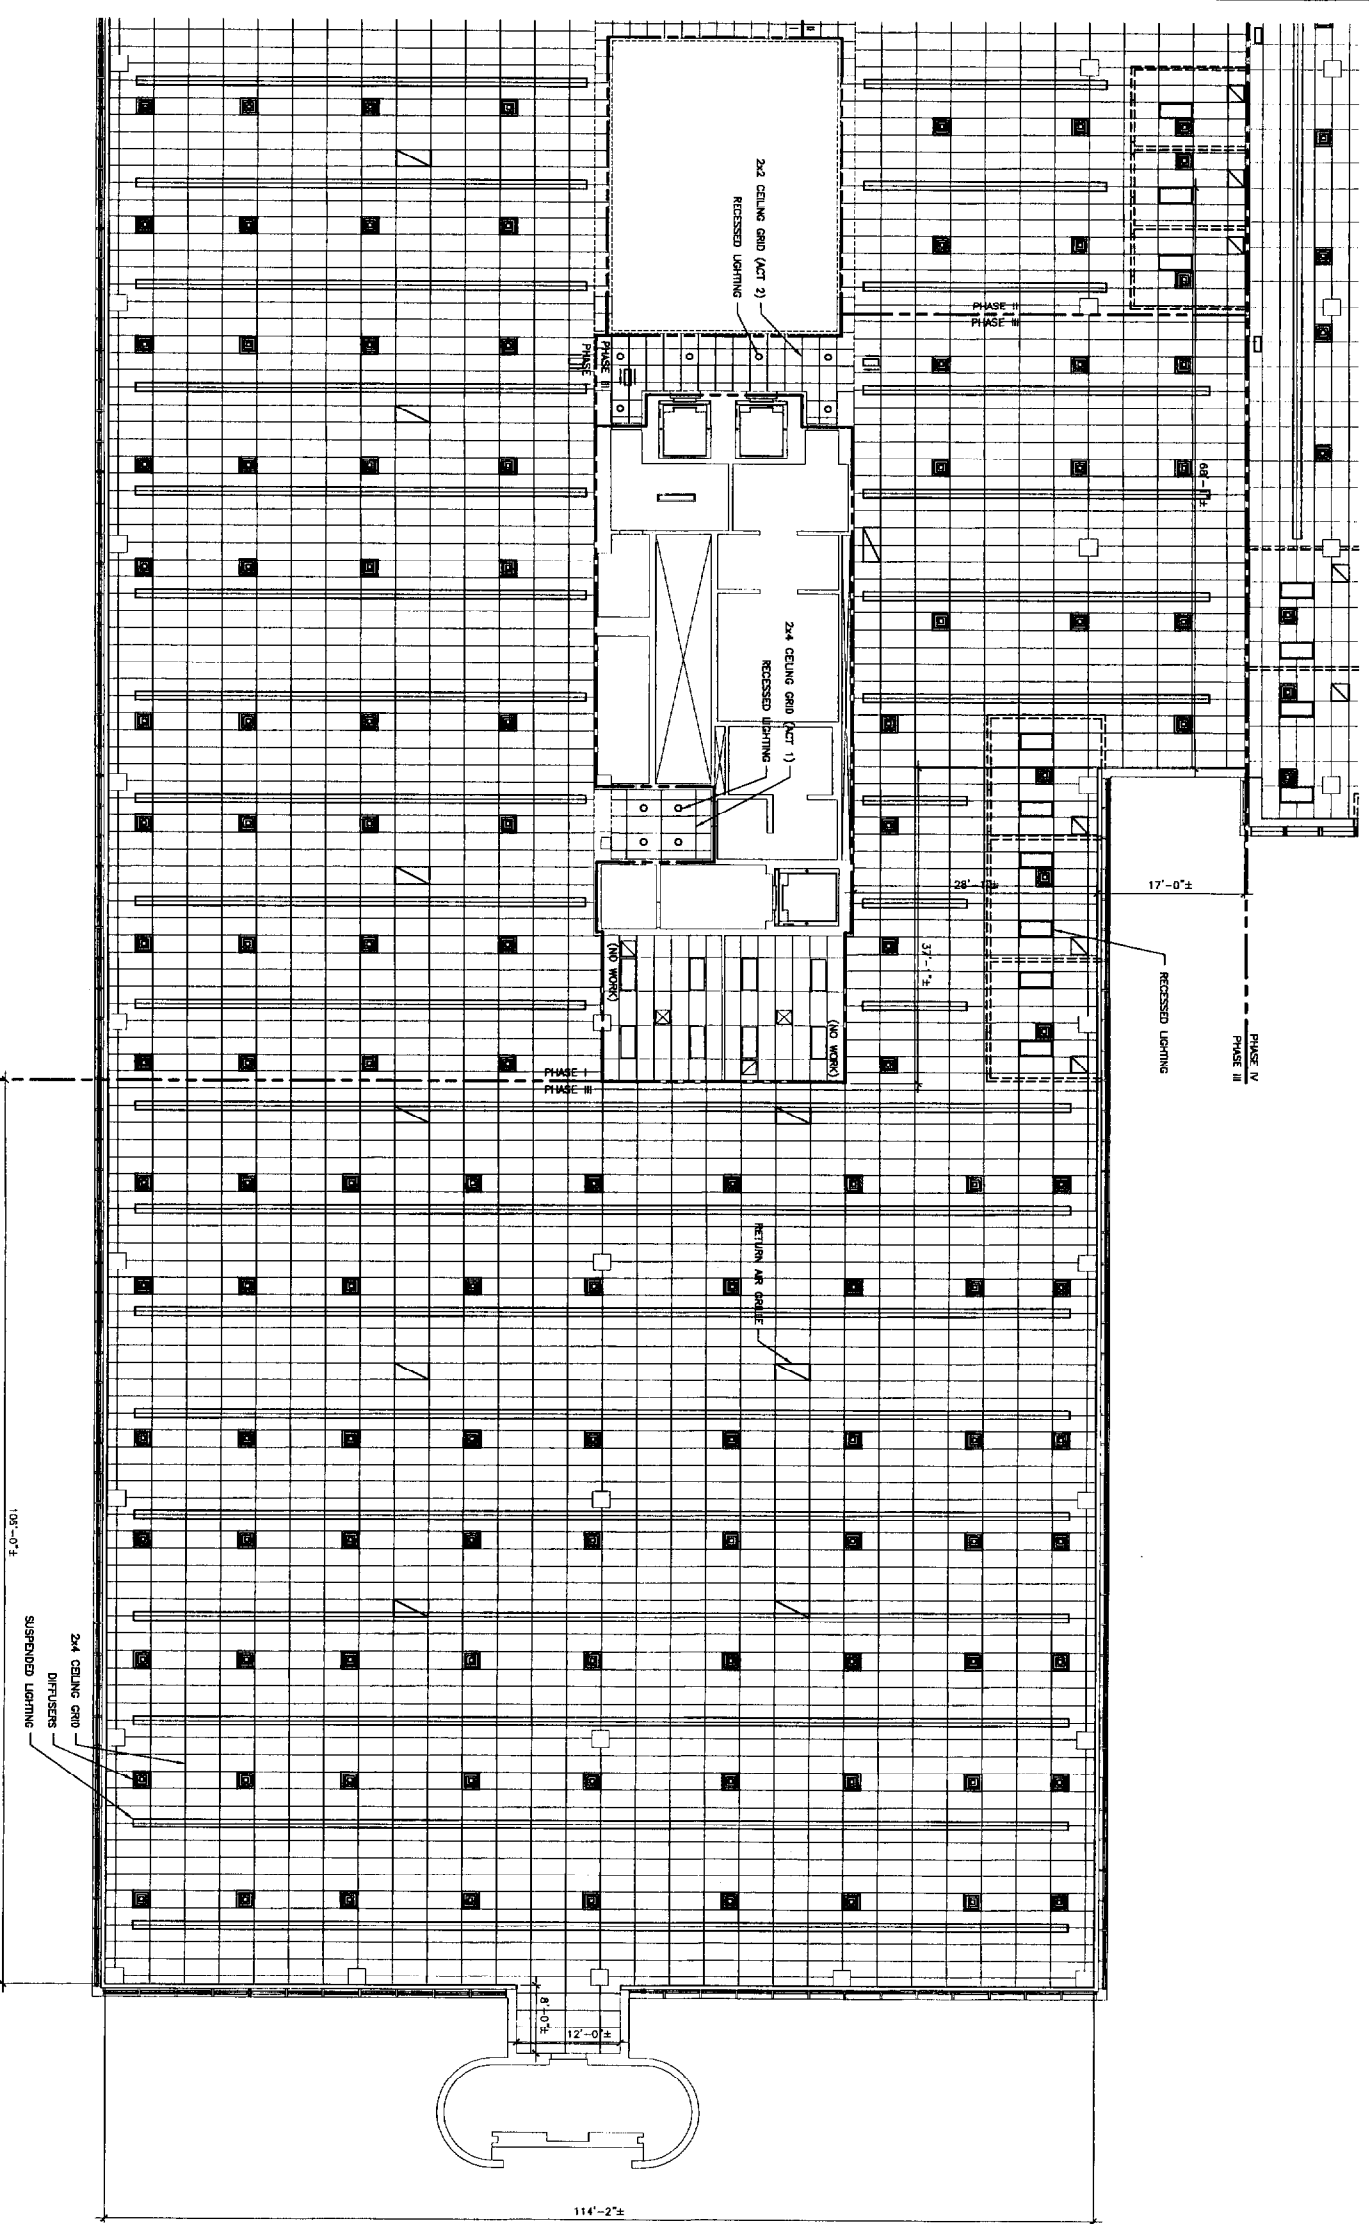 2x2 CEILING GRID (ACT 2)
RECESSED LIGHTING
PHASE II
PHASE III
PHASE III
PHASE
68'-1"±
2x4 CEILING GRID (ACT 1)
RECESSED LIGHTING
28'-1"±
17'-0"±
37'-1"±
RECESSED LIGHTING
(NO WORK)
(NO WORK)
PHASE IV
PHASE III
PHASE I
PHASE III
RETURN AIR GRILLE
105'-0"±
2x4 CEILING GRID
DIFFUSERS
SUSPENDED LIGHTING
8'-0"±
12'-0"±
114'-2"±